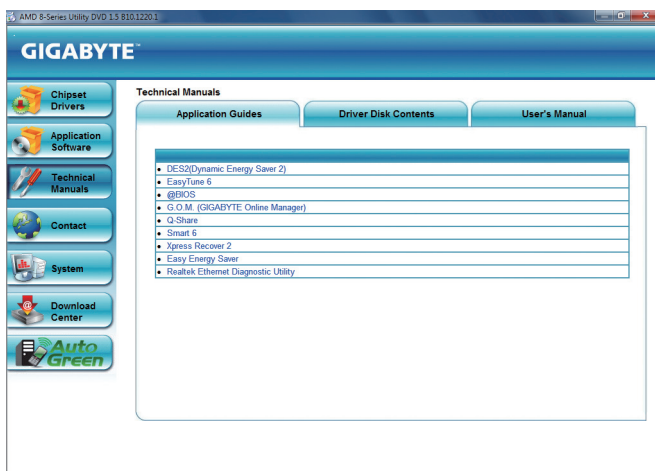 AMD 8-Series Utility DVD 1.5 B10.1220.1
GIGABYTE™
Chipset
Drivers
Application
Software
Technical
Manuals
Contact
System
Download
Center
Auto
Green
Technical Manuals
Application Guides
Driver Disk Contents
User's Manual
• DES2(Dynamic Energy Saver 2)
• EasyTune 6
• @BIOS
• G.O.M. (GIGABYTE Online Manager)
• Q-Share
• Smart 6
• Xpress Recover 2
• Easy Energy Saver
• Realtek Ethernet Diagnostic Utility